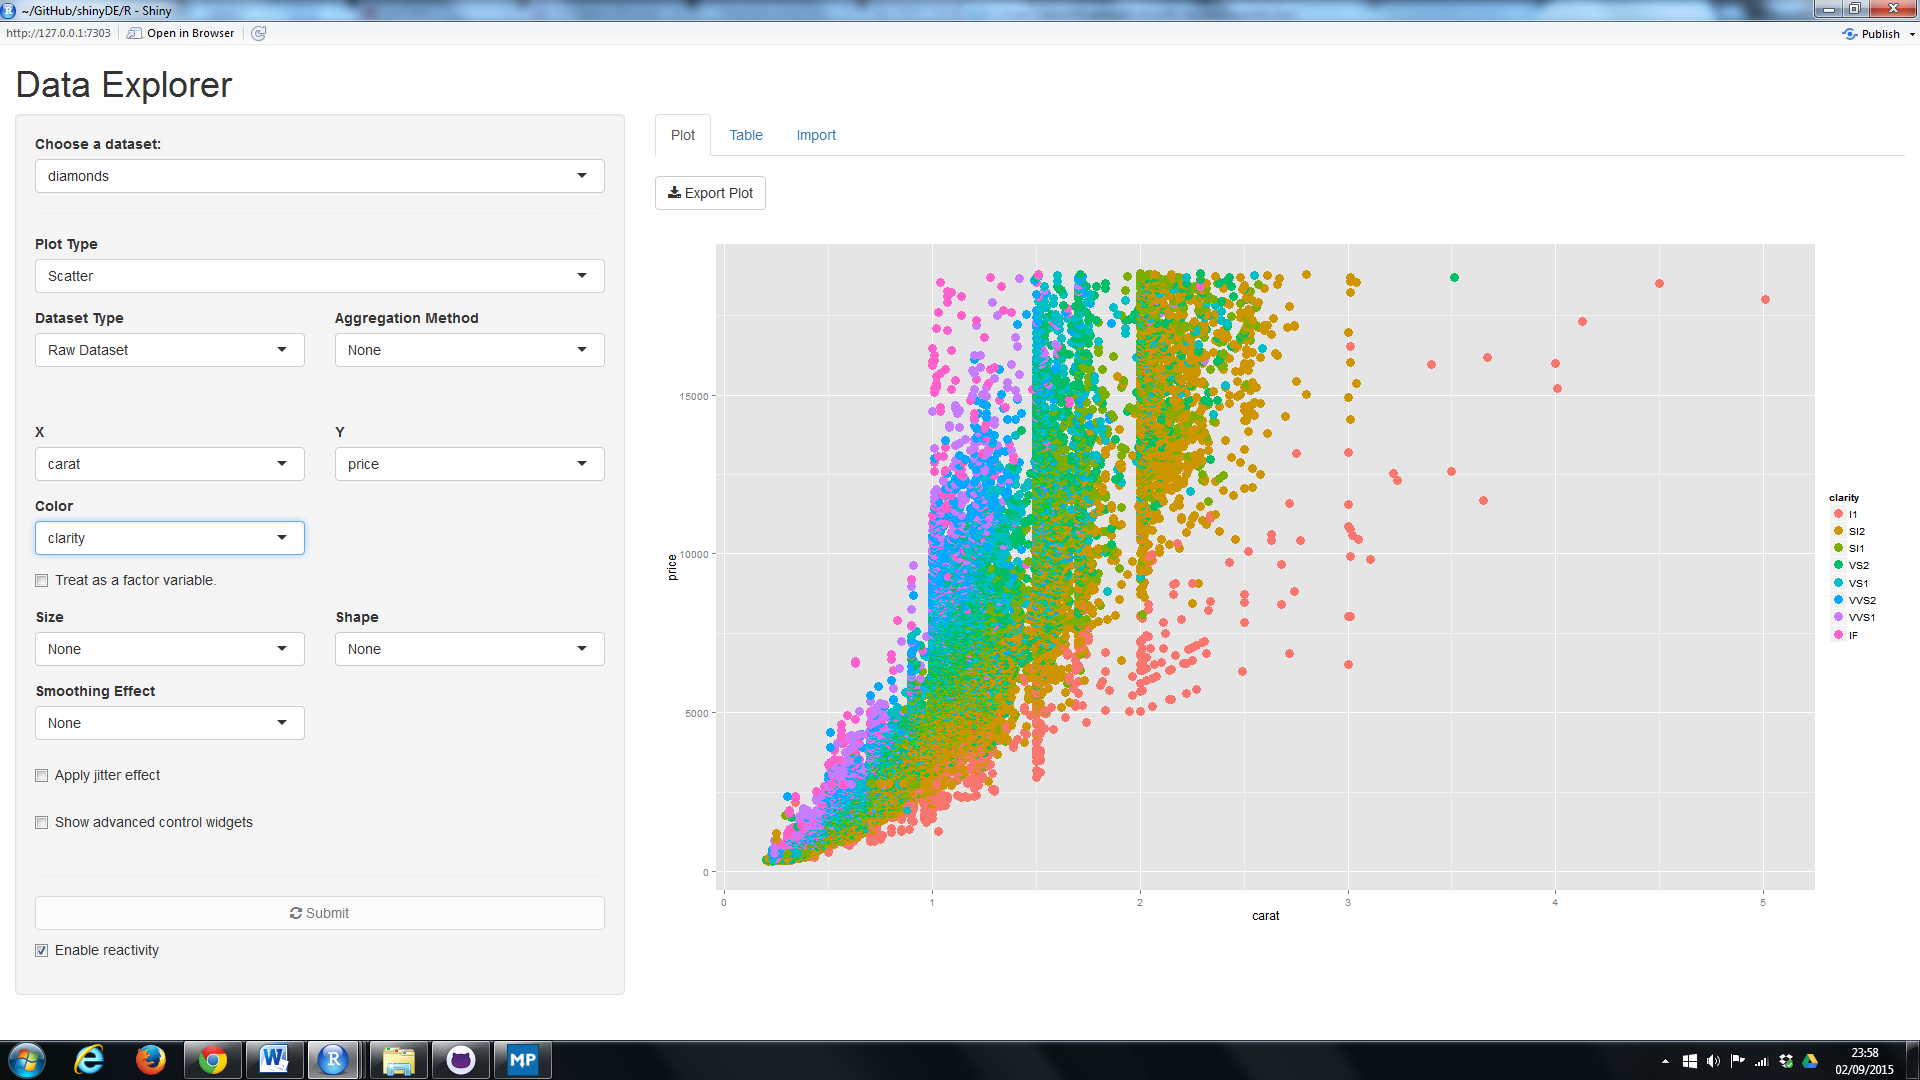 ~/GitHub/shinyDE/R - Shiny
http://127.0.0.1:7303 Open in Browser Publish
Data Explorer
Choose a dataset:
diamonds
Plot Type
Scatter
Dataset Type Aggregation Method
Raw Dataset None
X Y
carat price
Color
clarity
Treat as a factor variable.
Size Shape
None None
Smoothing Effect
None
Apply jitter effect
Show advanced control widgets
Submit
Enable reactivity
Plot Table Import
Export Plot
price
15000
10000
5000
0
0 1 2 3 4 5
carat
clarity
I1
SI2
SI1
VS2
VS1
VVS2
VVS1
IF
W R MP
23:58
02/09/2015